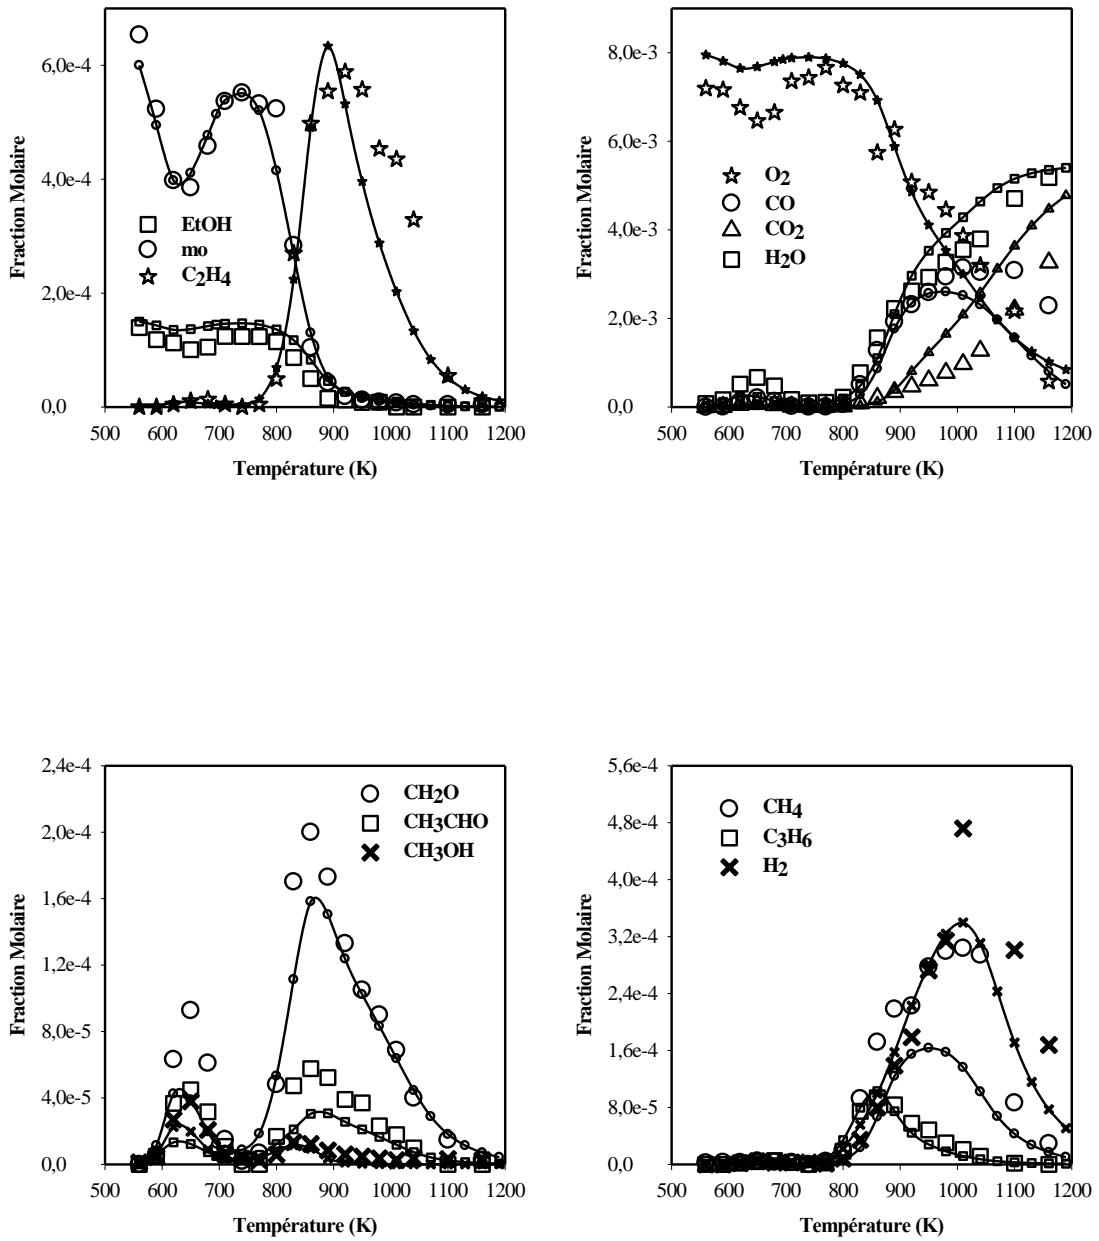 6,0e-4
4,0e-4
2,0e-4
0,0
Fraction Molaire
EtOH
mo
C2H4
500 600 700 800 900 1000 1100 1200
Température (K)
8,0e-3
6,0e-3
4,0e-3
2,0e-3
0,0
Fraction Molaire
O2
CO
CO2
H2O
500 600 700 800 900 1000 1100 1200
Température (K)
2,4e-4
2,0e-4
1,6e-4
1,2e-4
8,0e-5
4,0e-5
0,0
Fraction Molaire
CH2O
CH3CHO
CH3OH
500 600 700 800 900 1000 1100 1200
Température (K)
5,6e-4
4,8e-4
4,0e-4
3,2e-4
2,4e-4
1,6e-4
8,0e-5
0,0
Fraction Molaire
CH4
C3H6
H2
500 600 700 800 900 1000 1100 1200
Température (K)